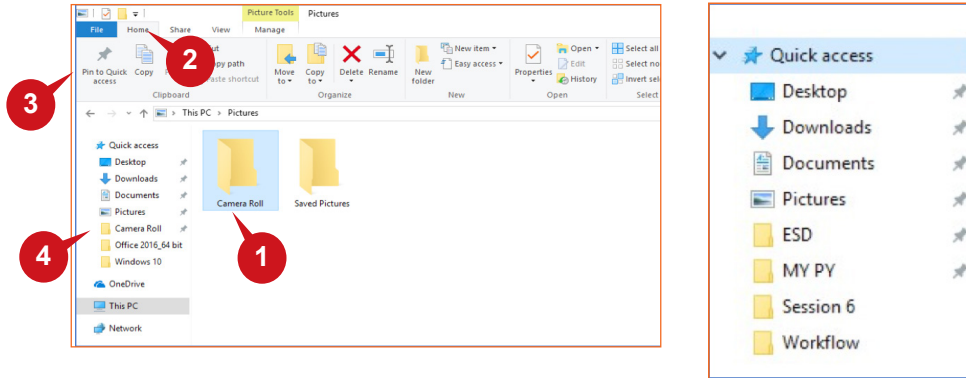 Picture Tools Pictures
File Home Share View Manage
2
3
Pin to Quick access
Copy
Copy path
Paste shortcut
Clipboard
Move to
Copy to
Delete
Rename
Organize
New folder
New item
Easy access
New
Properties
Open
Edit
History
Open
Select all
Select no
Invert sel
Select
This PC > Pictures
Quick access
Desktop
Downloads
Documents
Pictures
Camera Roll
Office 2016_64 bit
Windows 10
OneDrive
This PC
Network
4
Camera Roll
Saved Pictures
1
Quick access
Desktop
Downloads
Documents
Pictures
ESD
MY PY
Session 6
Workflow